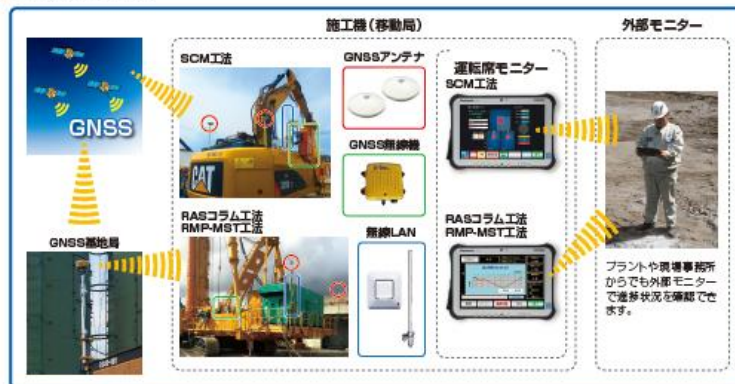 施工機(移動局)
外部モニター
GNSS
SCM工法
GNSSアンテナ
運転席モニター
SCM工法
GNSS無線機
CAT
GNSS基地局
RASコラム工法
RMP-MST工法
無線LAN
RASコラム工法
RMP-MST工法
プラントや現場事務所
からでも外部モニター
で進捗状況を確認でき
ます。